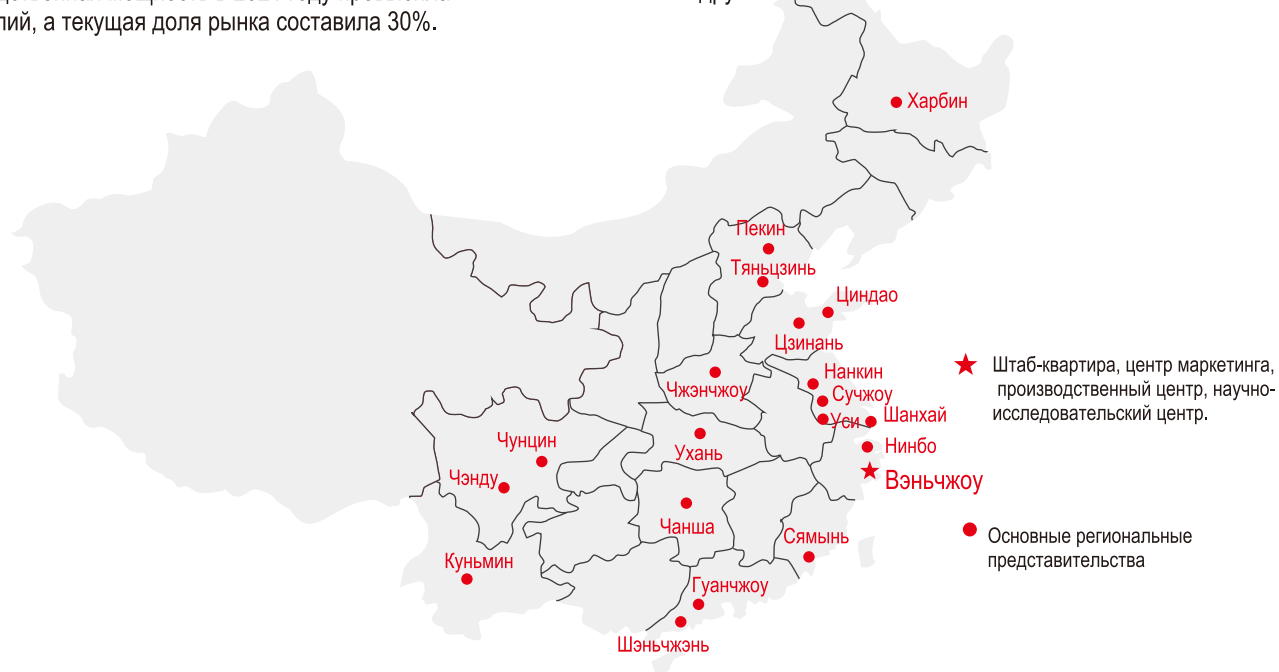 лий, а текущая доля рынка составила 30%.
Харбин
Пекин
Тяньцзинь
Циндао
Цзинань
Штаб-квартира, центр маркетинга,
производственный центр, научно-
исследовательский центр.
Нанкин
Чжэнчжоу
Сучжоу
Уси
Шанхай
Чунцин
Ухань
Нинбо
Чэнду
Вэньчжоу
Чанша
Сямынь
Основные региональные
представительства
Куньмин
Гуанчжоу
Шэньчжэнь